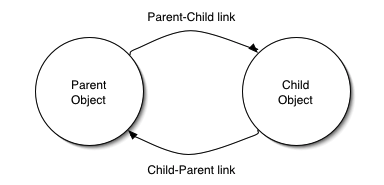 Parent-Child link
Parent
Object
Child
Object
Child-Parent link